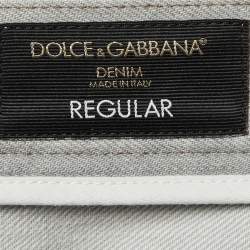 DOLCE & GABBANA®
DENIM
MADE IN ITALY
REGULAR